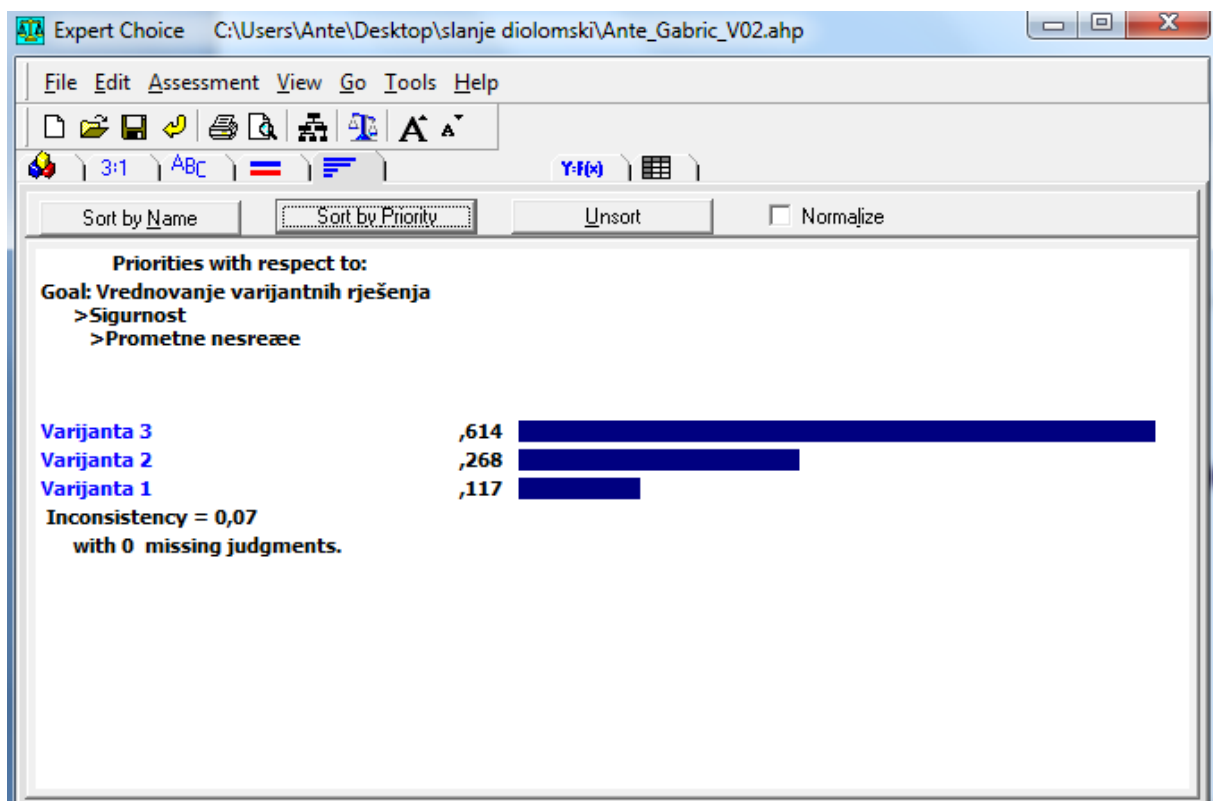 Expert Choice C:\Users\Ante\Desktop\slanje diolomski\Ante_Gabric_V02.ahp
File Edit Assessment View Go Tools Help
A A
3:1 ABC Y=F(x)
Sort by Name Sort by Priority Unsort Normalize
Priorities with respect to:
Goal: Vrednovanje varijantnih rješenja
>Sigurnost
>Prometne nesreæe
Varijanta 3 ,614
Varijanta 2 ,268
Varijanta 1 ,117
Inconsistency = 0,07
with 0 missing judgments.